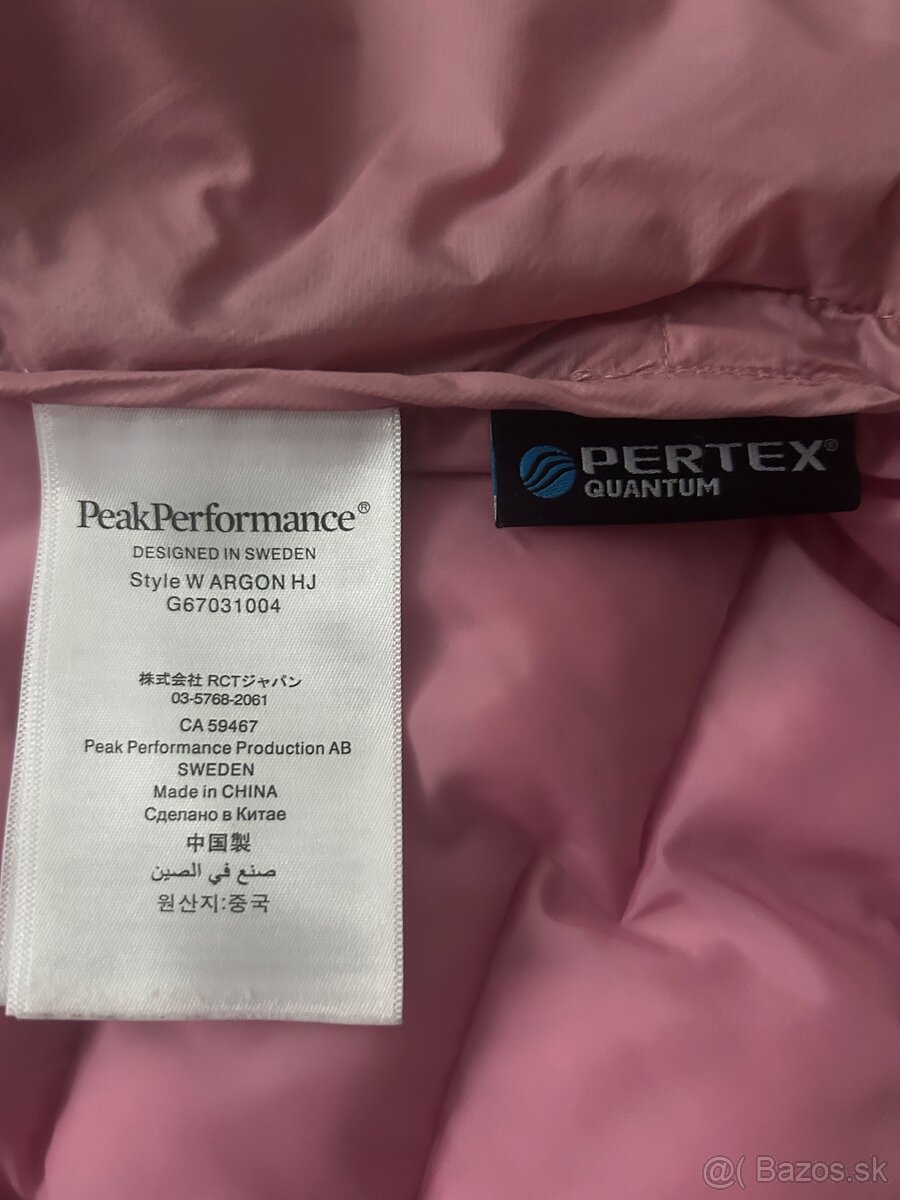 PeakPerformance®
DESIGNED IN SWEDEN
Style W ARGON HJ
G67031004
株式会社 RCTジャパン
03-5768-2061
CA 59467
Peak Performance Production AB
SWEDEN
Made in CHINA
Сделано в Китае
中国製
صنع في الصين
원산지:중국
PERTEX®
QUANTUM
@( Bazos.sk